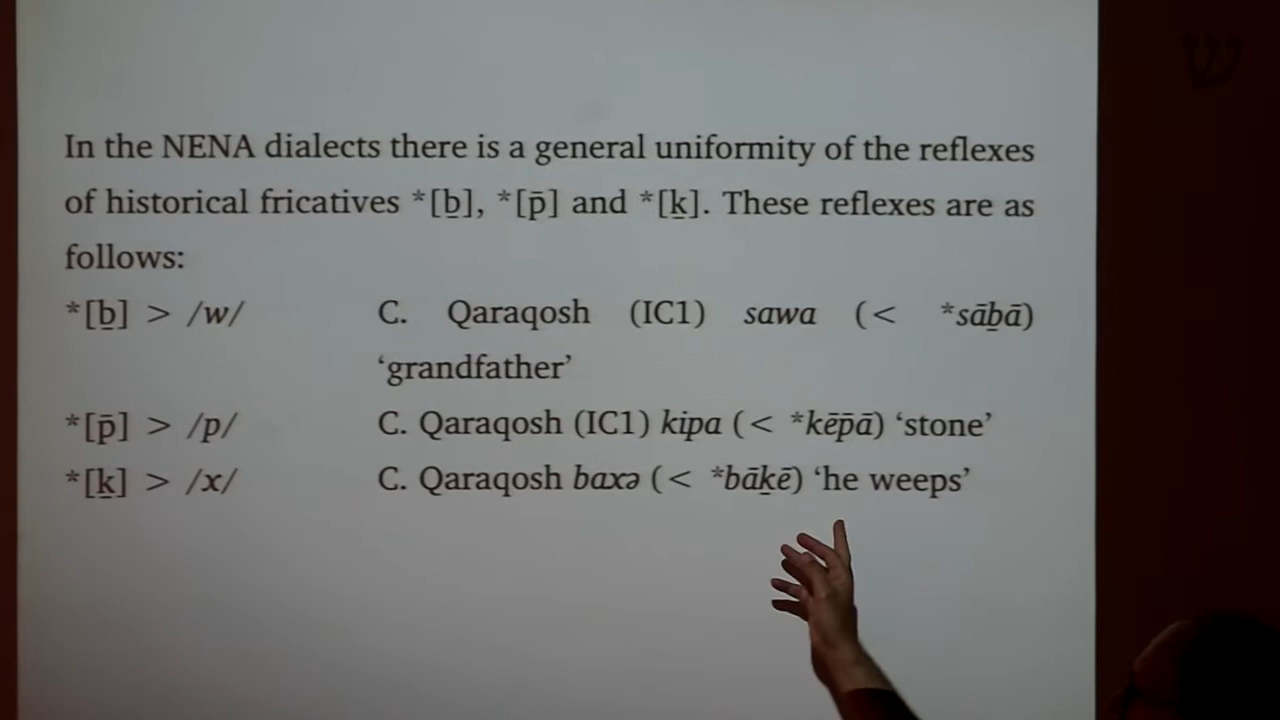 In the NENA dialects there is a general uniformity of the reflexes
of historical fricatives *[ḇ], *[p̄] and *[ḵ]. These reflexes are as
follows:
*[ḇ] > /w/ C. Qaraqosh (IC1) sawa (< *sāḇā)
‘grandfather’
*[p̄] > /p/ C. Qaraqosh (IC1) kipa (< *kēp̄ā) ‘stone’
*[ḵ] > /x/ C. Qaraqosh baxə (< *bāḵē) ‘he weeps’
ש